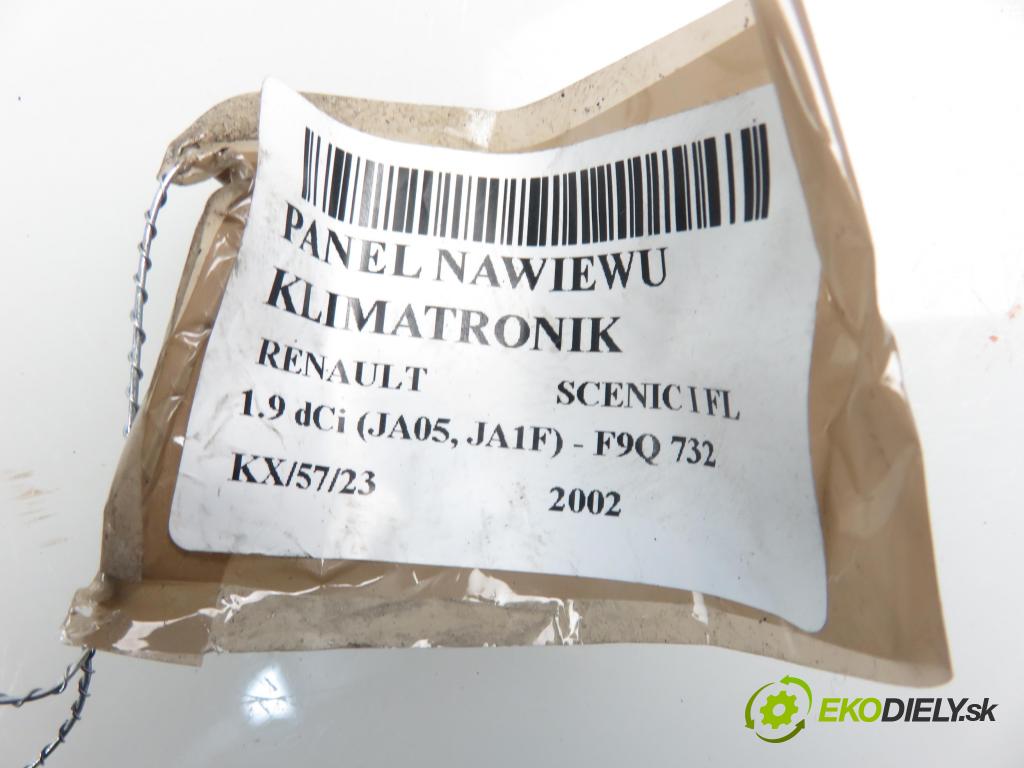 PANEL NAWIEWU
KLIMATRONIK
RENAULT SCENIC I FL
1.9 dCi (JA05, JA1F) - F9Q 732
KX/57/23 2002
EKODIELY.sk